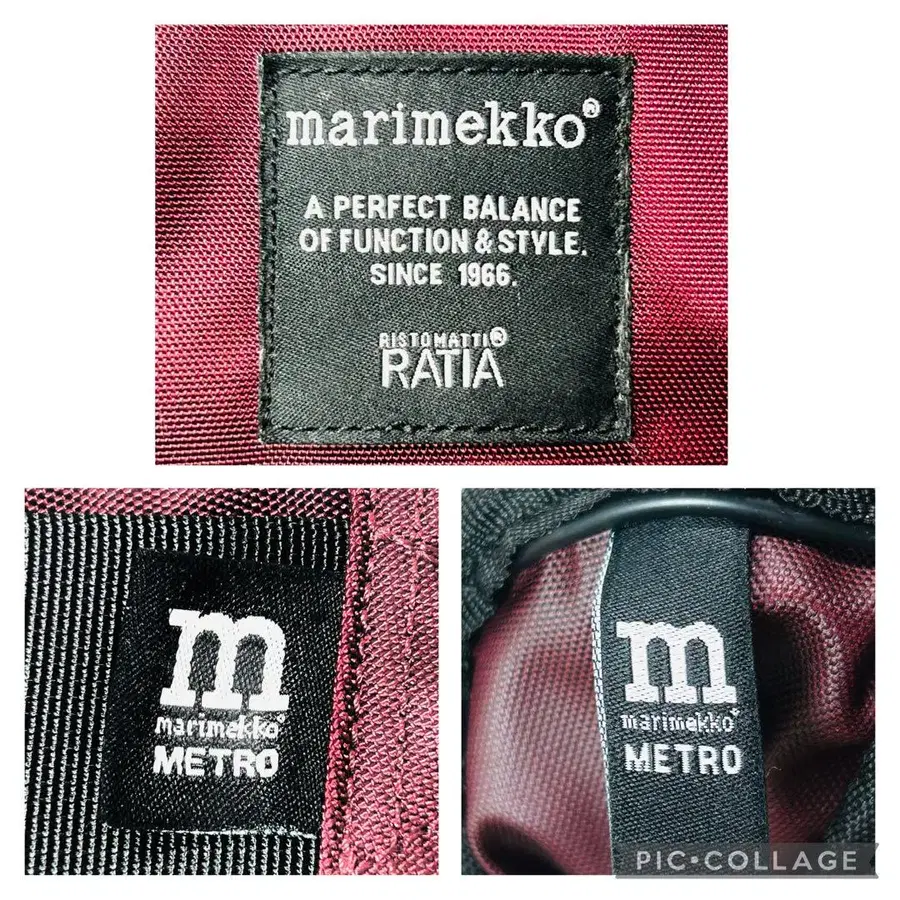 marimekko®
A PERFECT BALANCE
OF FUNCTION & STYLE.
SINCE 1966.
RISTOMATTI®
RATIA
m
marimekko®
METRO
m
marimekko®
METRO
PIC•COLLAGE